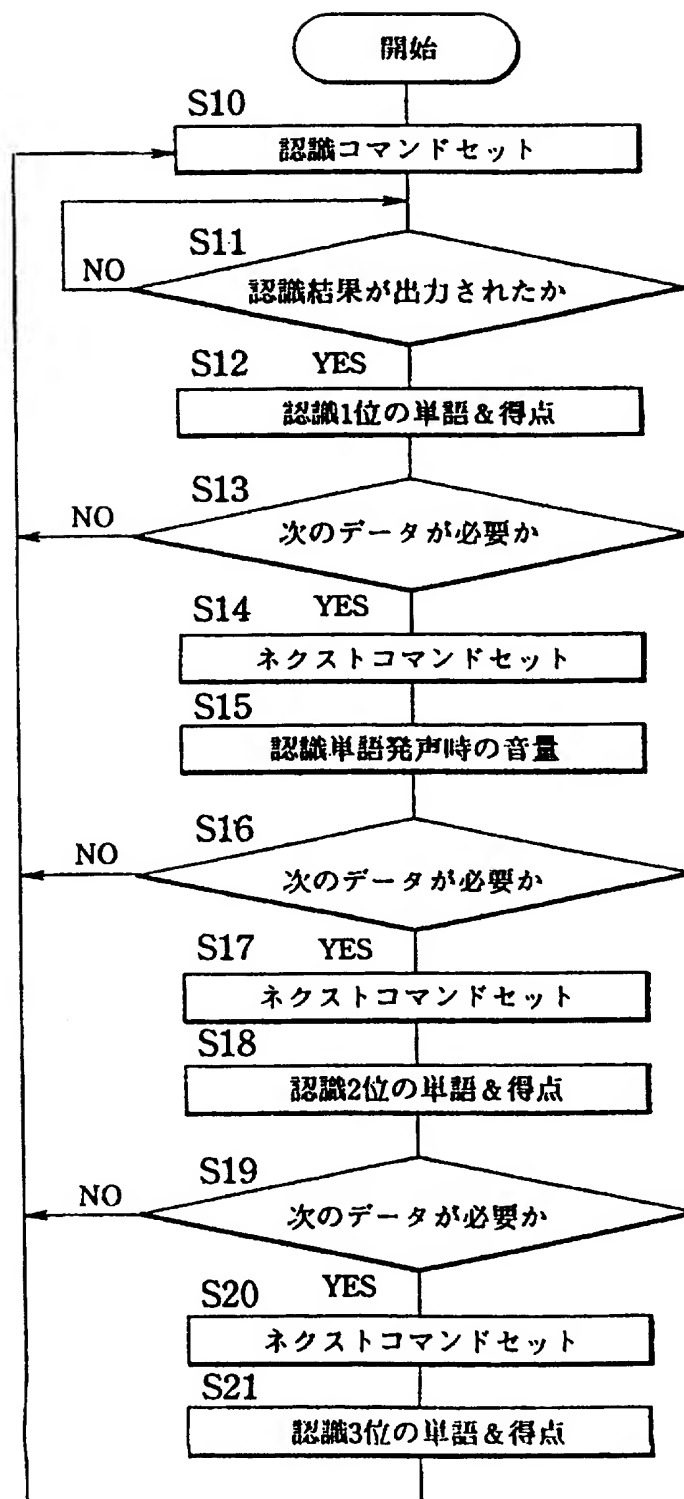 開始
S10
認識コマンドセット
S11
NO
認識結果が出力されたか
S12 YES
認識1位の単語&得点
S13
NO
次のデータが必要か
S14 YES
ネクストコマンドセット
S15
認識単語発声時の音量
S16
NO
次のデータが必要か
S17 YES
ネクストコマンドセット
S18
認識2位の単語&得点
S19
NO
次のデータが必要か
S20 YES
ネクストコマンドセット
S21
認識3位の単語&得点